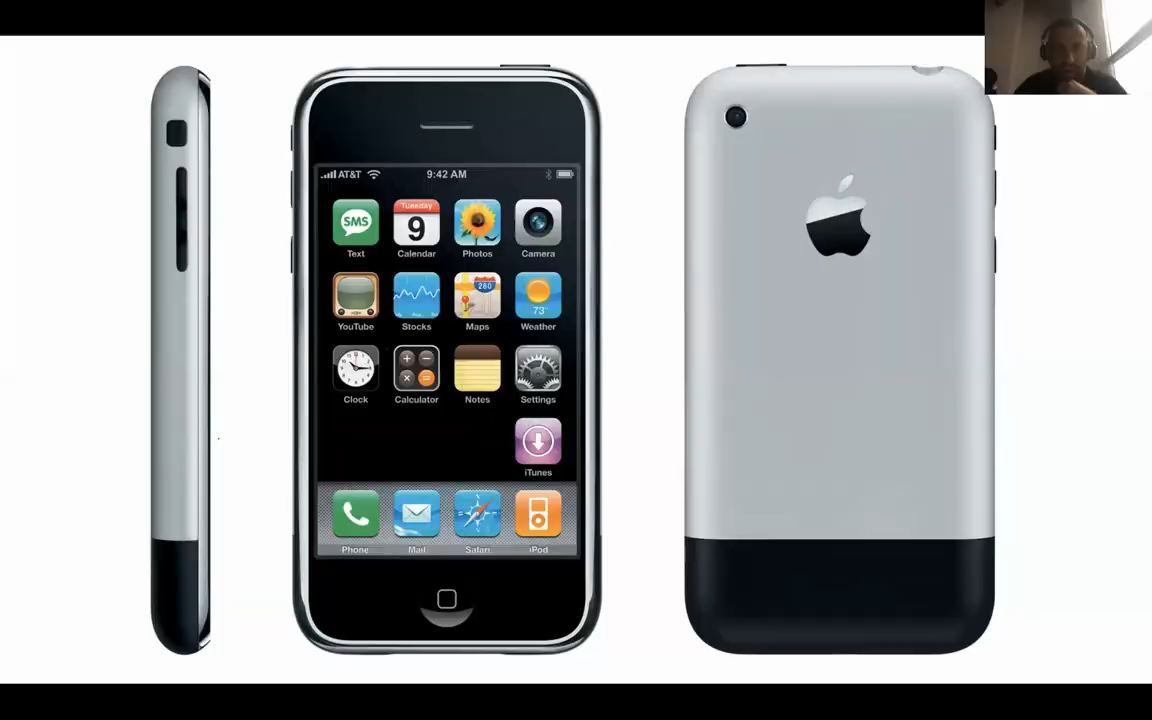 AT&T 9:42 AM
Tuesday
SMS 9 280 73°
Text Calendar Photos Camera
YouTube Stocks Maps Weather
Clock Calculator Notes Settings
iTunes
Phone Mail Safari iPod